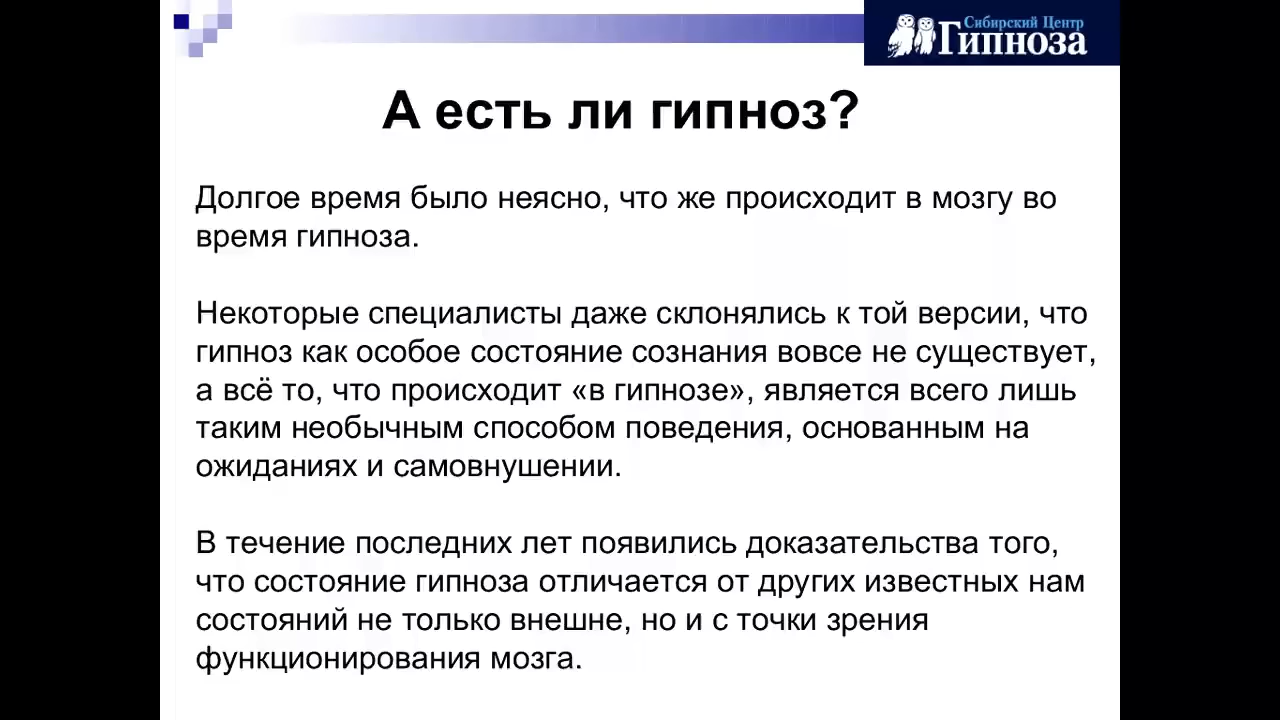 Сибирский Центр
Гипноза
А есть ли гипноз?
Долгое время было неясно, что же происходит в мозгу во
время гипноза.
Некоторые специалисты даже склонялись к той версии, что
гипноз как особое состояние сознания вовсе не существует,
а всё то, что происходит «в гипнозе», является всего лишь
таким необычным способом поведения, основанным на
ожиданиях и самовнушении.
В течение последних лет появились доказательства того,
что состояние гипноза отличается от других известных нам
состояний не только внешне, но и с точки зрения
функционирования мозга.